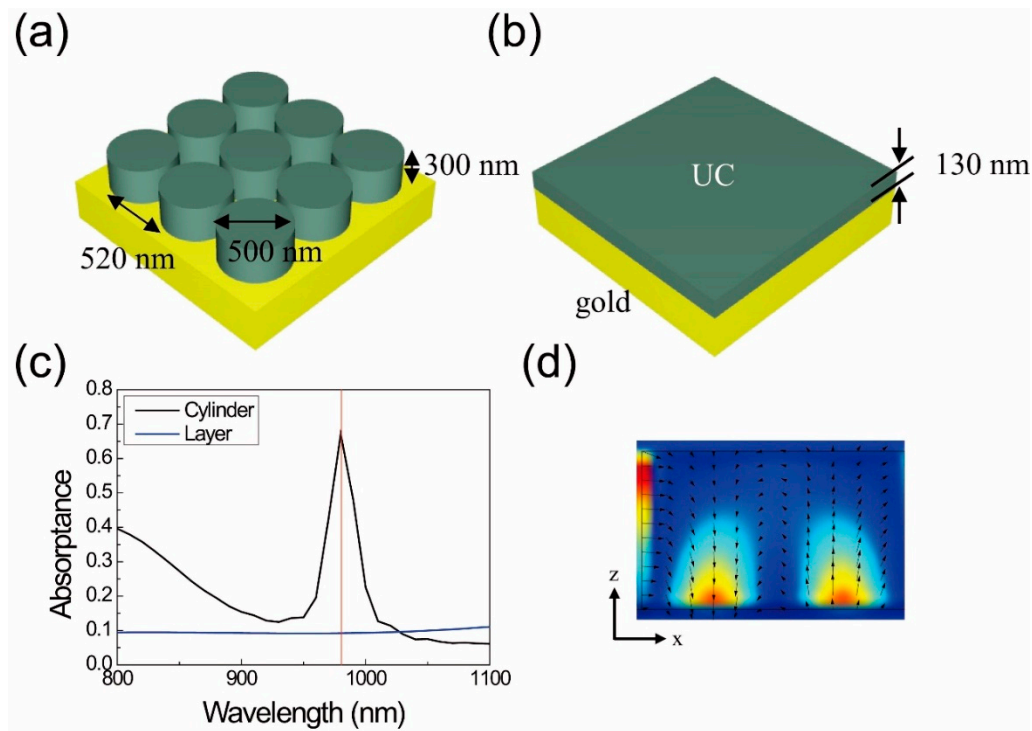 (a)
(b)
300 nm
520 nm
500 nm
UC
130 nm
gold
(c)
(d)
0.8
0.7
0.6
0.5
0.4
0.3
0.2
0.1
0.0
Absorptance
Cylinder
Layer
800
900
1000
1100
Wavelength (nm)
z
x